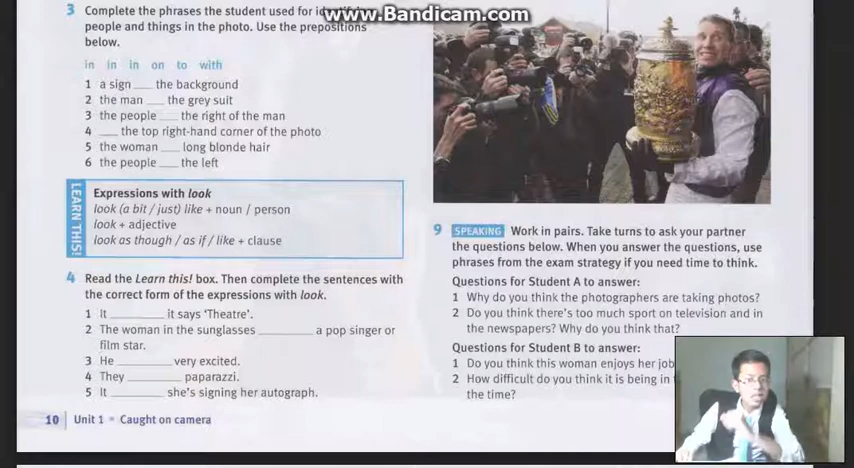 www.Bandicam.com
3 Complete the phrases the student used for
people and things in the photo. Use the prepositions
below.
in in in on to with
1 a sign ___ the background
2 the man ___ the grey suit
3 the people ___ the right of the man
4 ___ the top right-hand corner of the photo
5 the woman ___ long blonde hair
6 the people ___ the left
LEARN THIS!
Expressions with look
look (a bit / just) like + noun / person
look + adjective
look as though / as if / like + clause
4 Read the Learn this! box. Then complete the sentences with
the correct form of the expressions with look.
1 It ________ it says 'Theatre'.
2 The woman in the sunglasses ________ a pop singer or
film star.
3 He ________ very excited.
4 They ________ paparazzi.
5 It ________ she's signing her autograph.
10 Unit 1 • Caught on camera
9 SPEAKING Work in pairs. Take turns to ask your partner
the questions below. When you answer the questions, use
phrases from the exam strategy if you need time to think.
Questions for Student A to answer:
1 Why do you think the photographers are taking photos?
2 Do you think there's too much sport on television and in
the newspapers? Why do you think that?
Questions for Student B to answer:
1 Do you think this woman enjoys her job
2 How difficult do you think it is being in
the time?